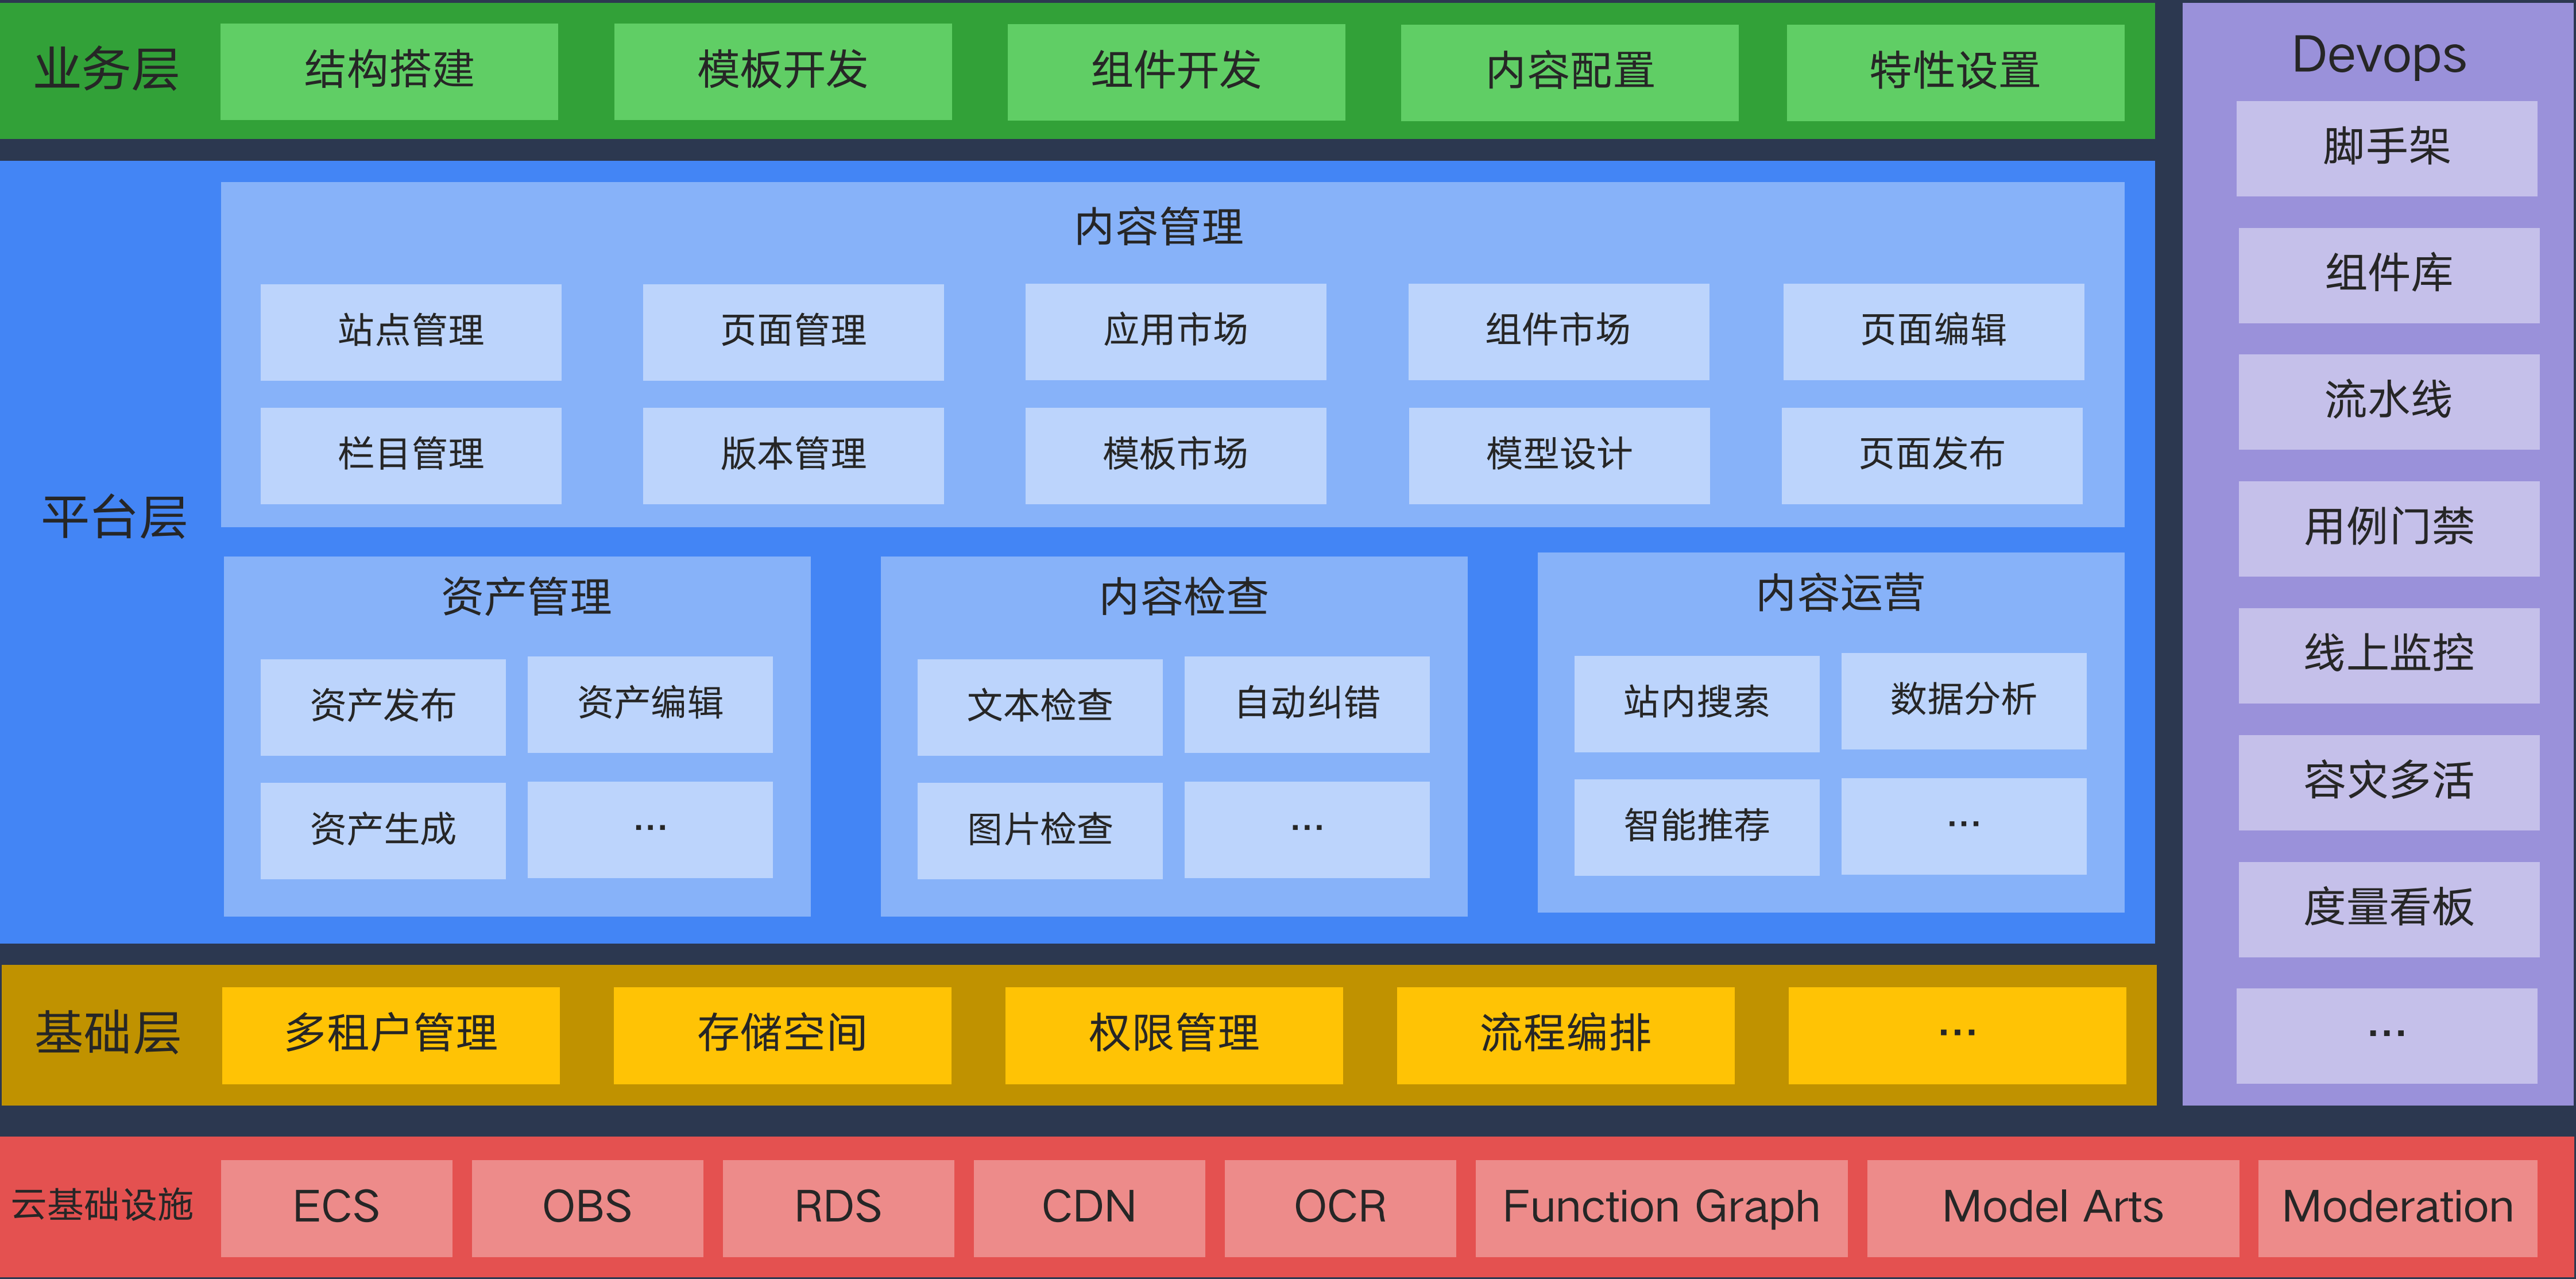 业务层
结构搭建
模板开发
组件开发
内容配置
特性设置
平台层
内容管理
站点管理
页面管理
应用市场
组件市场
页面编辑
栏目管理
版本管理
模板市场
模型设计
页面发布
资产管理
资产发布
资产编辑
资产生成
...
内容检查
文本检查
自动纠错
图片检查
...
内容运营
站内搜索
数据分析
智能推荐
...
基础层
多租户管理
存储空间
权限管理
流程编排
...
Devops
脚手架
组件库
流水线
用例门禁
线上监控
容灾多活
度量看板
...
云基础设施
ECS
OBS
RDS
CDN
OCR
Function Graph
Model Arts
Moderation